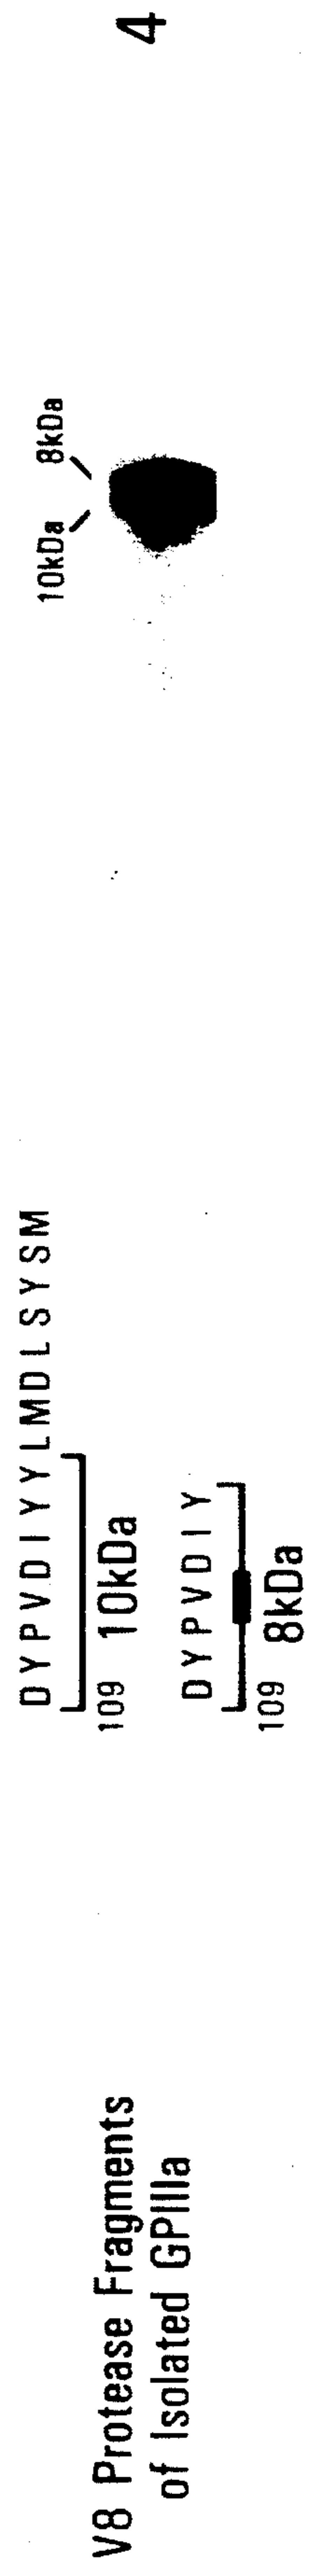 V8 Protease Fragments
of Isolated GPIIIa
D Y P V D I Y Y L M D L S Y S M
109
10kDa
D Y P V D I Y
109
8kDa
10kDa
8kDa
4